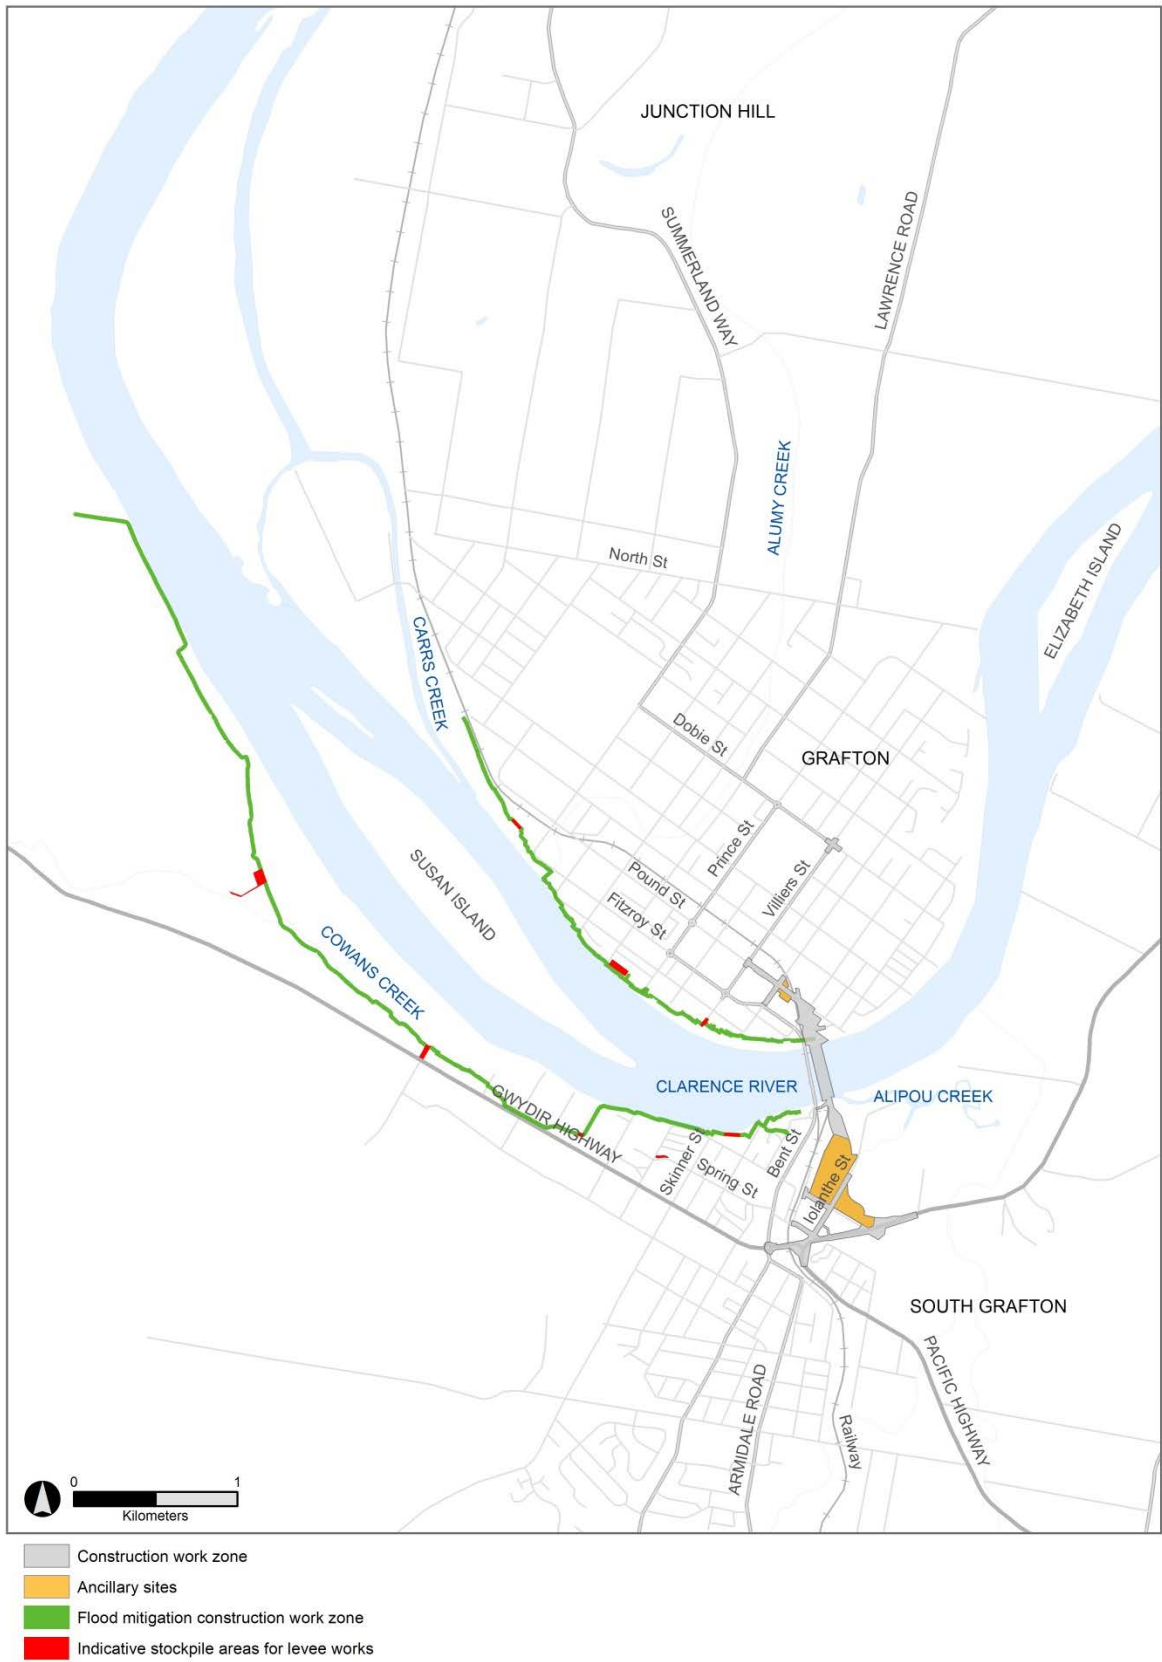 JUNCTION HILL
SUMMERLAND WAY
LAWRENCE ROAD
ALUMY CREEK
North St
ELIZABETH ISLAND
CARRS CREEK
Dobie St
GRAFTON
Prince St
Pound St
Villiers St
Fitzroy St
SUSAN ISLAND
COWANS CREEK
CLARENCE RIVER
ALIPOU CREEK
GWYDIR HIGHWAY
Skinner St
Spring St
Bent St
Iolanthe St
SOUTH GRAFTON
PACIFIC HIGHWAY
ARMIDALE ROAD
Railway
0 1
Kilometers
Construction work zone
Ancillary sites
Flood mitigation construction work zone
Indicative stockpile areas for levee works